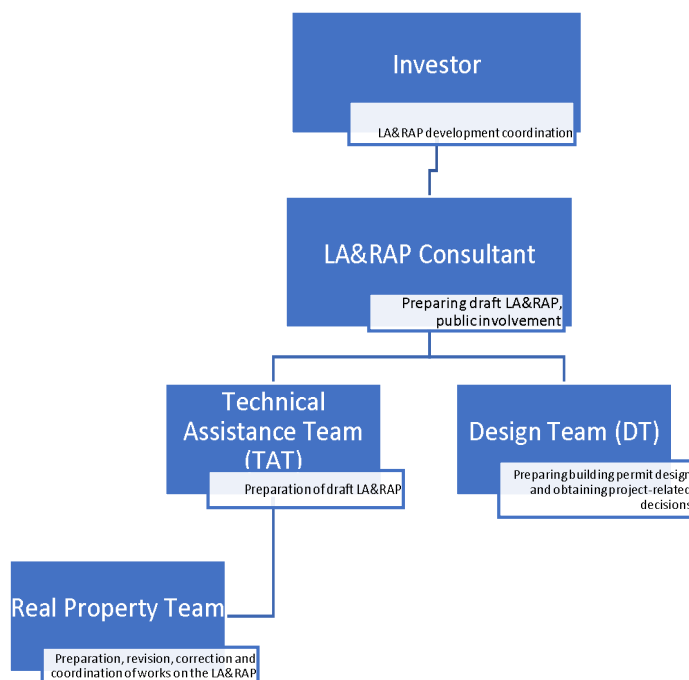 Investor
LA&RAP development coordination
LA&RAP Consultant
Preparing draft LA&RAP,
public involvement
Technical
Assistance Team
(TAT)
Preparation of draft LA&RAP
Design Team (DT)
Preparing building permit design
and obtaining project-related
decisions
Real Property Team
Preparation, revision, correction and
coordination of works on the LA&RAP